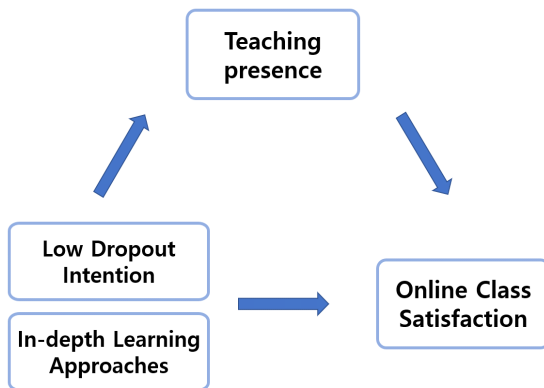 Teaching
presence
Low Dropout
Intention
In-depth Learning
Approaches
Online Class
Satisfaction